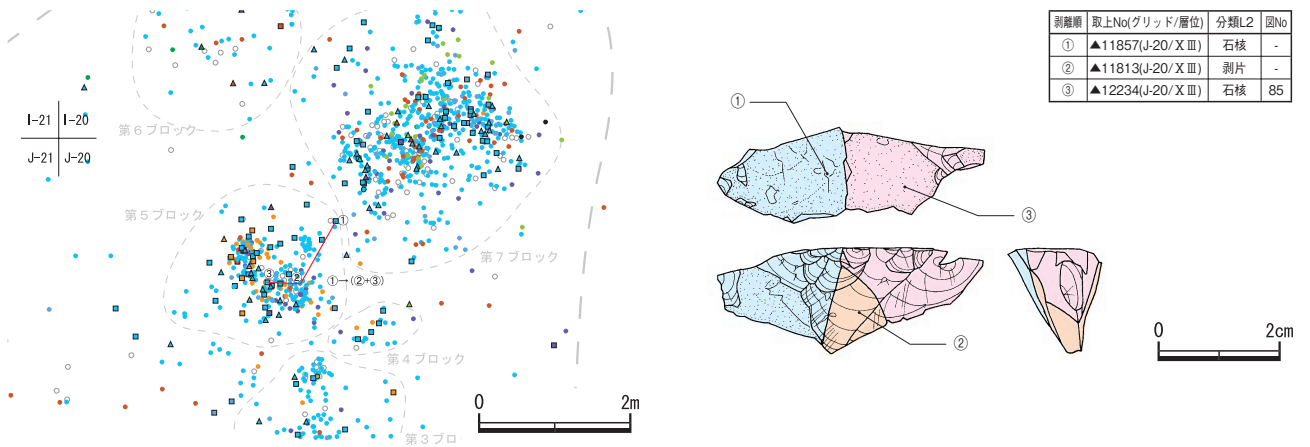 I-21 I-20
J-21 J-20
第6ブロック
第5ブロック
①
③
②
①→(②+③)
第7ブロック
第4ブロック
第3ブロ
0 2m
剥離順 取上No(グリッド/層位) 分類L2 図No
① ▲11857(J-20/XⅢ) 石核 -
② ▲11813(J-20/XⅢ) 剥片 -
③ ▲12234(J-20/XⅢ) 石核 85
①
③
②
0 2cm